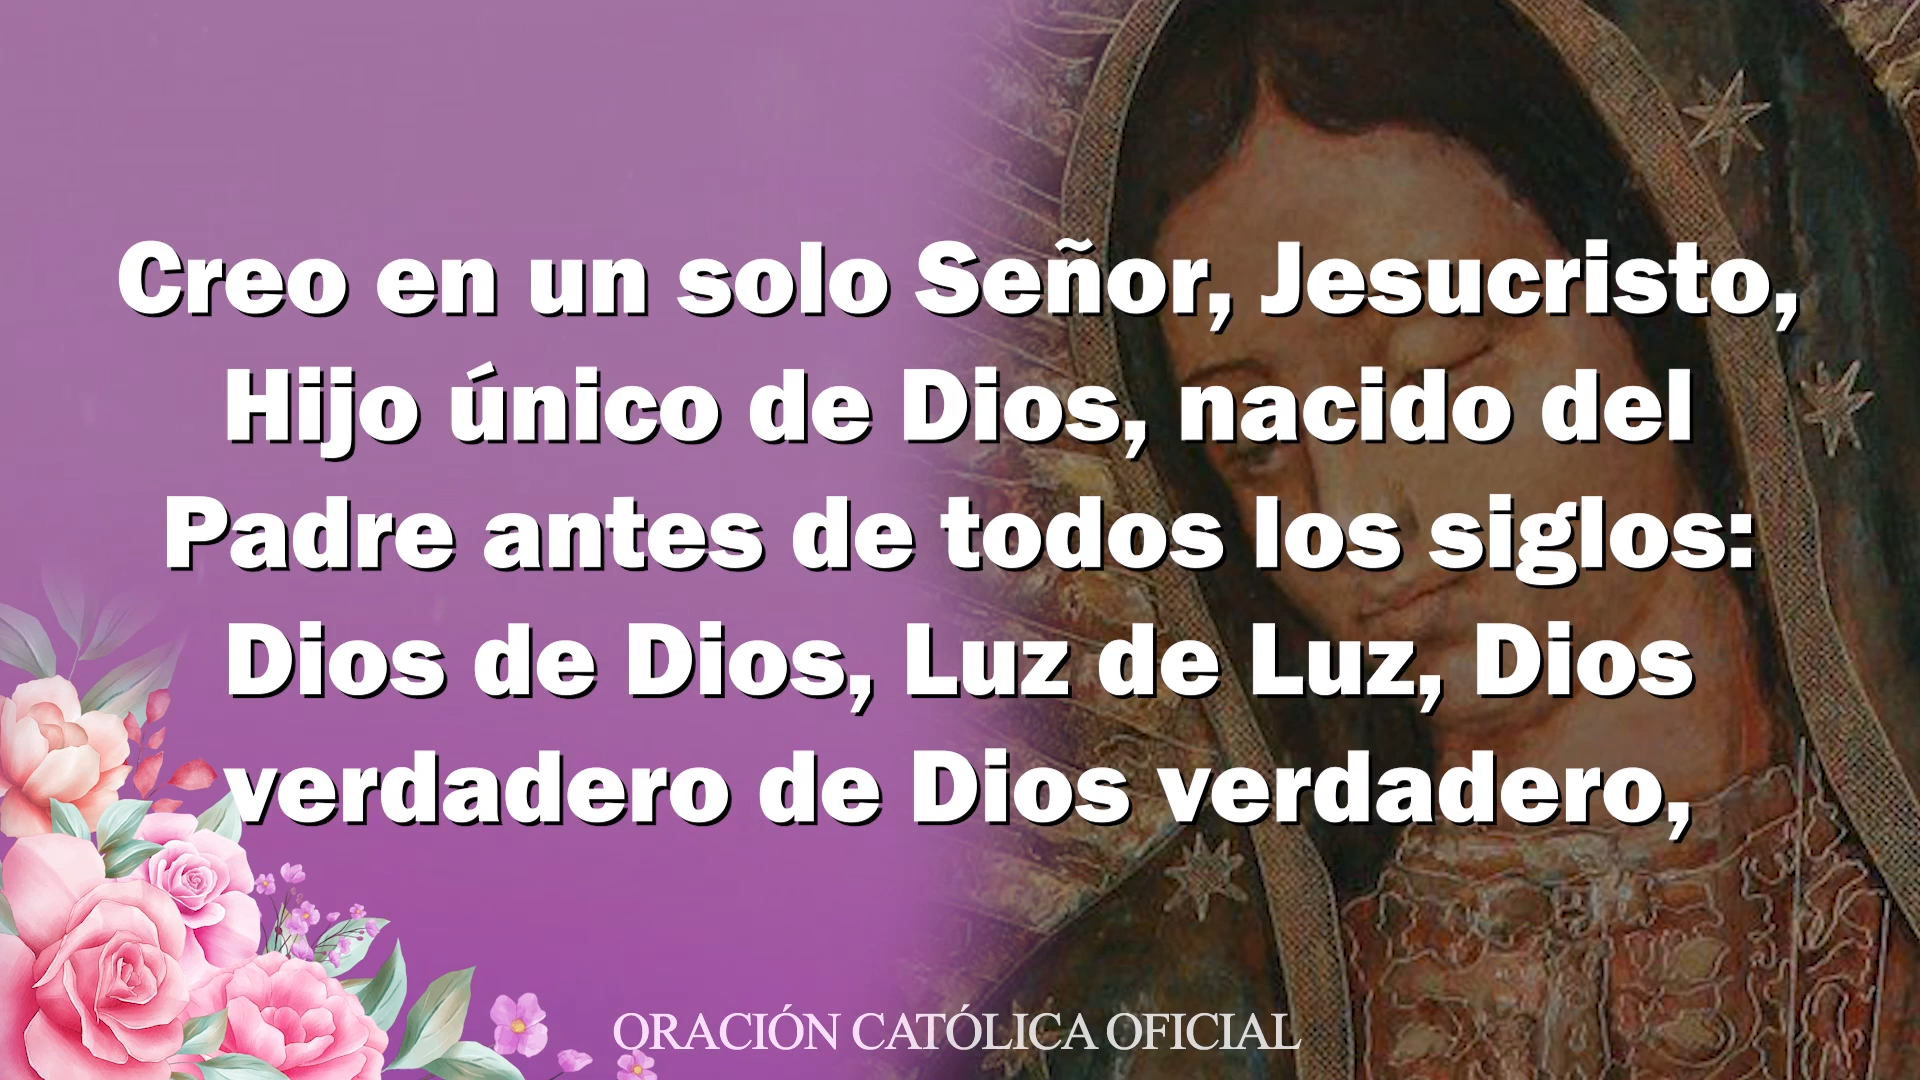 Creo en un solo Señor, Jesucristo,
Hijo único de Dios, nacido del
Padre antes de todos los siglos:
Dios de Dios, Luz de Luz, Dios
verdadero de Dios verdadero,
ORACIÓN CATÓLICA OFICIAL